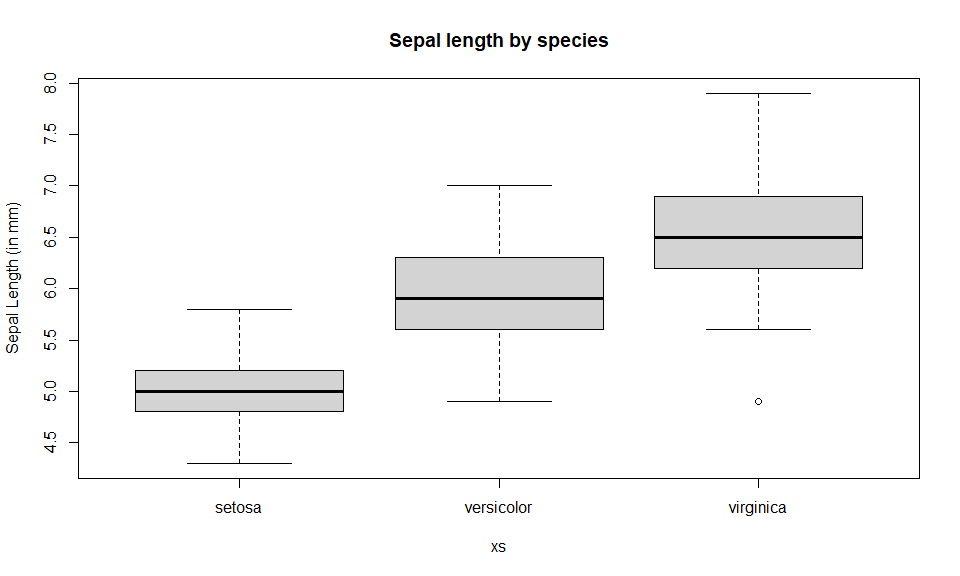 Sepal length by species
Sepal Length (in mm)
8.0
7.5
7.0
6.5
6.0
5.5
5.0
4.5
setosa versicolor virginica
xs